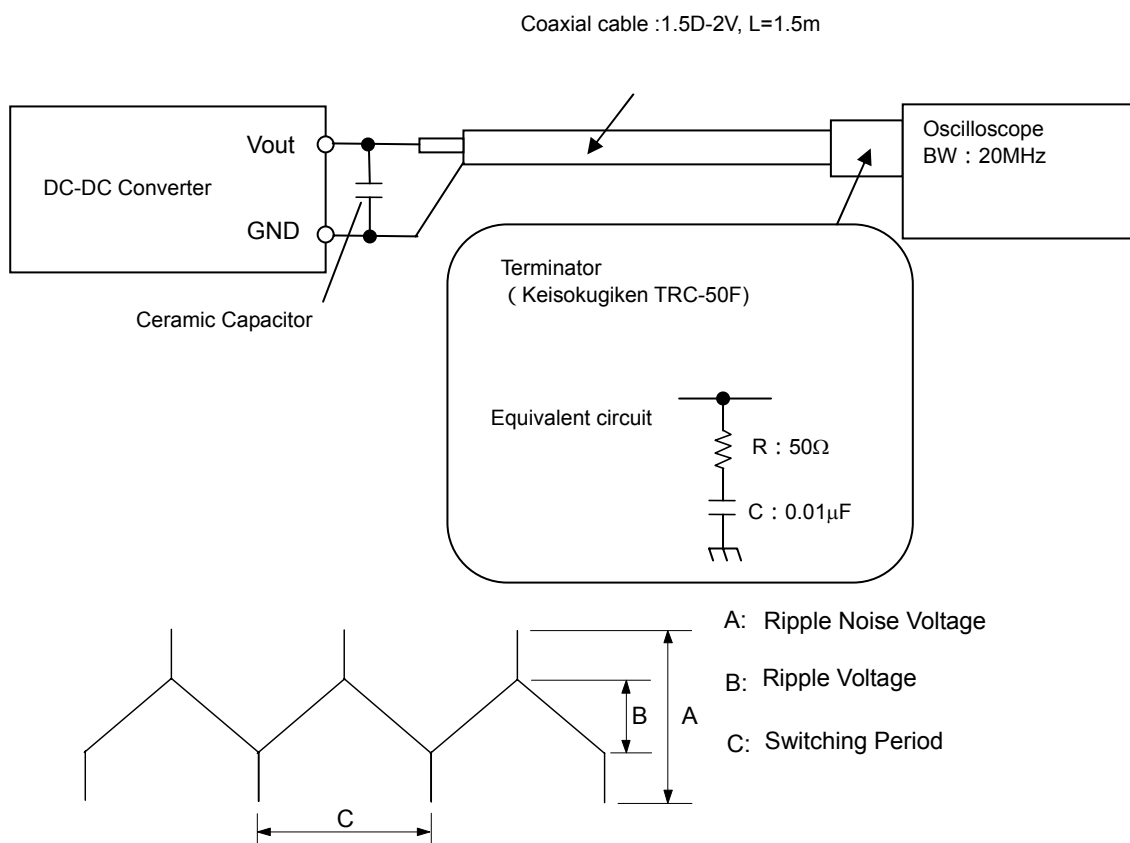 Coaxial cable :1.5D-2V, L=1.5m
Vout
DC-DC Converter
GND
Ceramic Capacitor
Oscilloscope
BW：20MHz
Terminator
（Keisokugiken TRC-50F)
Equivalent circuit
R：50Ω
C：0.01μF
A: Ripple Noise Voltage
B: Ripple Voltage
C: Switching Period
B
A
C